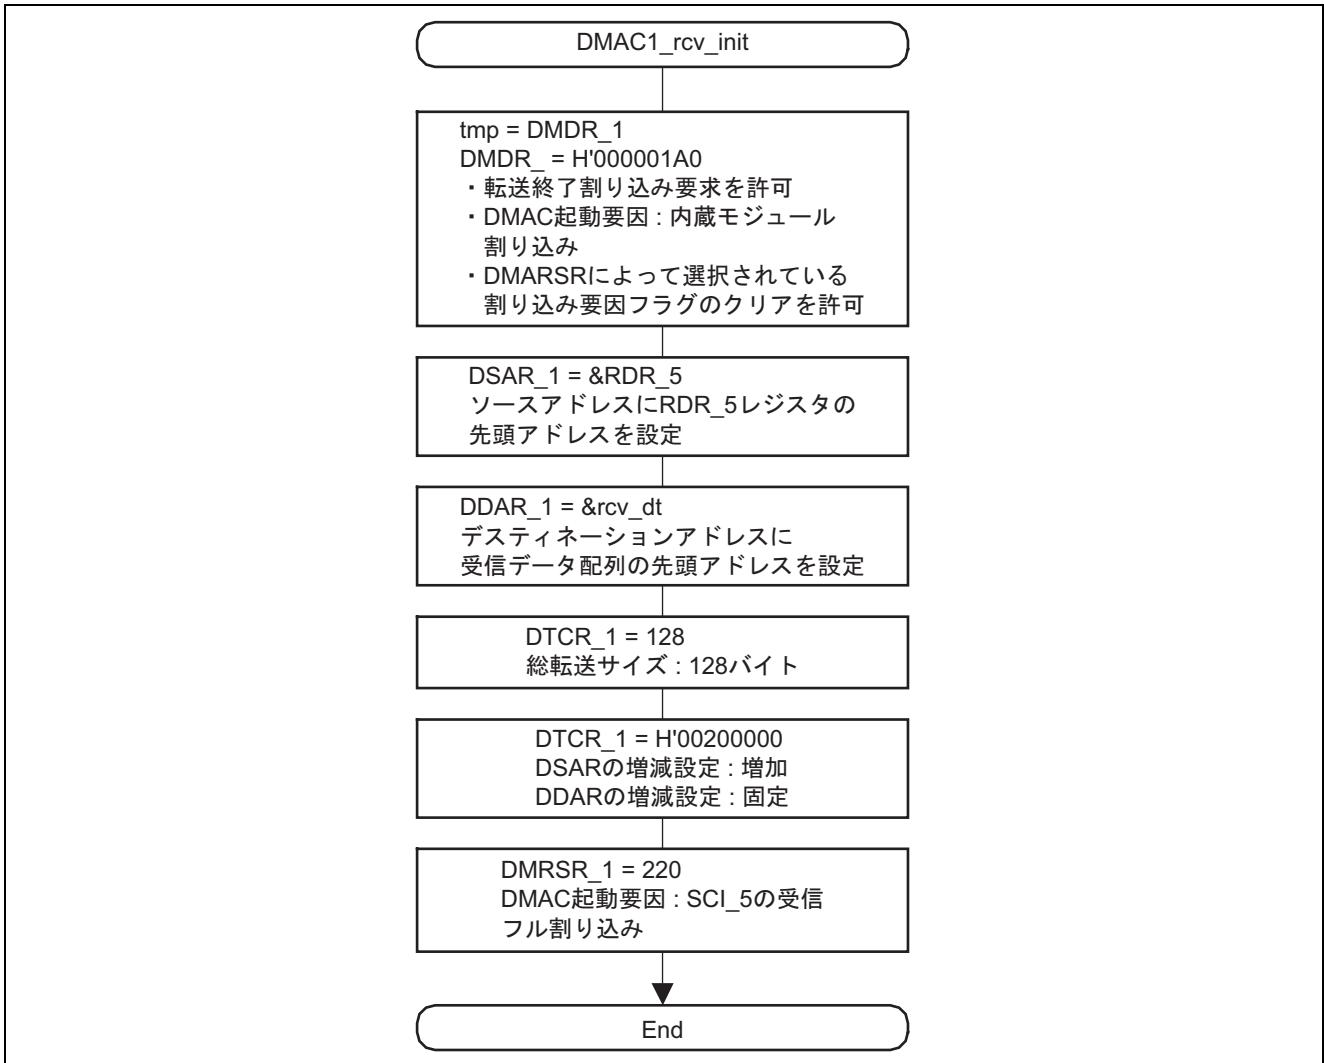 DMAC1_rcv_init
tmp = DMDR_1
DMDR_ = H'000001A0
・転送終了割り込み要求を許可
・DMAC起動要因 : 内蔵モジュール
割り込み
・DMARSRによって選択されている
割り込み要因フラグのクリアを許可
DSAR_1 = &RDR_5
ソースアドレスにRDR_5レジスタの
先頭アドレスを設定
DDAR_1 = &rcv_dt
デスティネーションアドレスに
受信データ配列の先頭アドレスを設定
DTCR_1 = 128
総転送サイズ : 128バイト
DTCR_1 = H'00200000
DSARの増減設定 : 増加
DDARの増減設定 : 固定
DMRSR_1 = 220
DMAC起動要因 : SCI_5の受信
フル割り込み
End